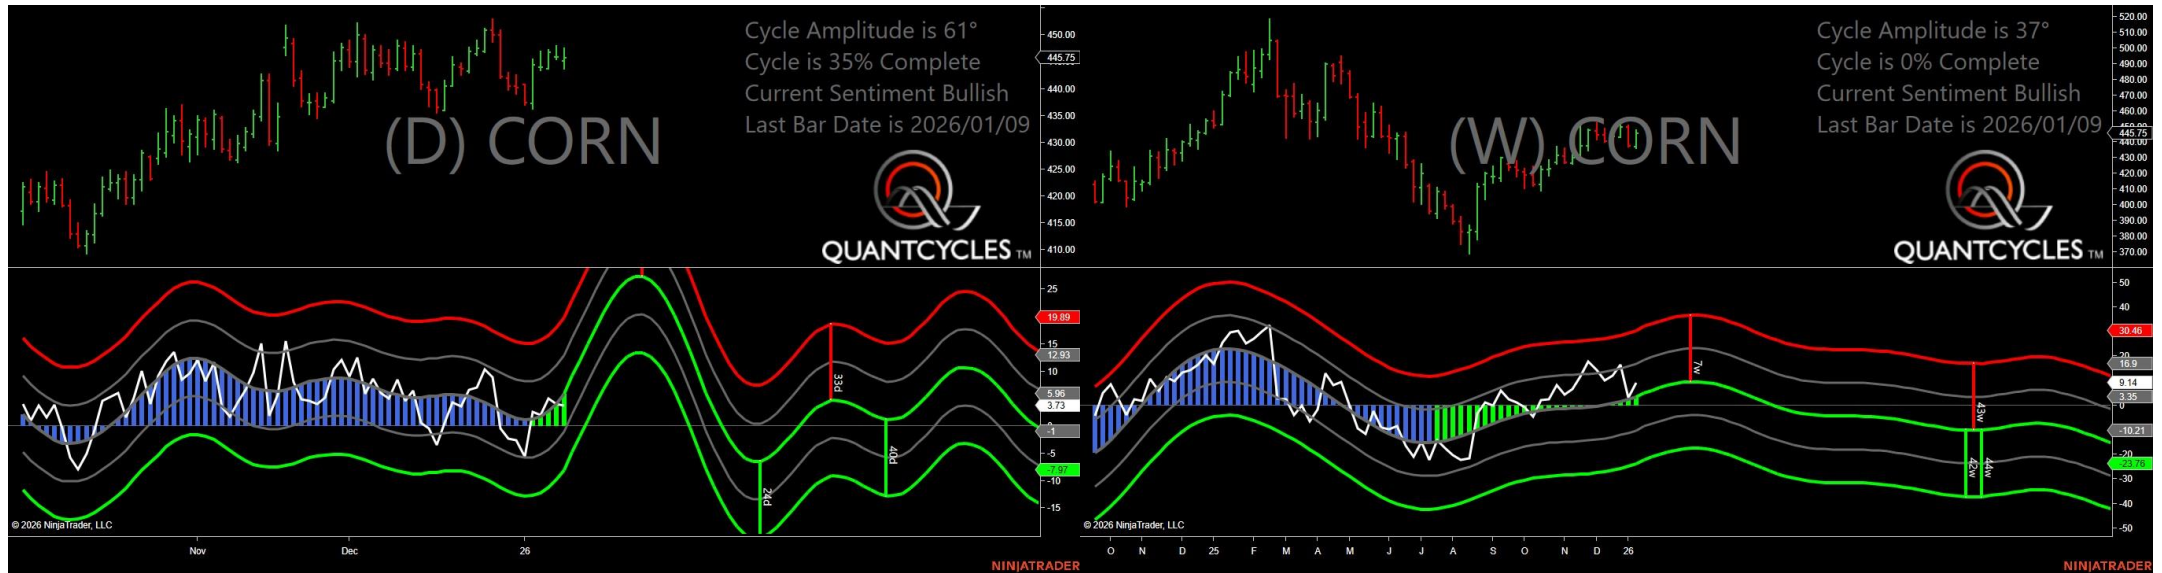 Cycle Amplitude is 61°
Cycle is 35% Complete
Current Sentiment Bullish
Last Bar Date is 2026/01/09
(D) CORN
QUANTCYCLES TM
450.00
445.75
440.00
435.00
430.00
425.00
420.00
415.00
410.00
25
19.89
15
12.93
10
5.96
3.73
-1
-5
-7.97
-10
-15
33d
40d
24d
© 2026 NinjaTrader, LLC
Nov
Dec
26
NINJATRADER
Cycle Amplitude is 37°
Cycle is 0% Complete
Current Sentiment Bullish
Last Bar Date is 2026/01/09
(W) CORN
QUANTCYCLES TM
520.00
510.00
500.00
490.00
480.00
470.00
460.00
445.75
430.00
420.00
410.00
400.00
390.00
380.00
370.00
50
40
30.46
20
16.9
9.14
3.35
0
-10.21
-23.76
-30
-40
-50
7w
43w
42w
44w
© 2026 NinjaTrader, LLC
O N D 25 F M A M J J A S O N D 26
NINJATRADER